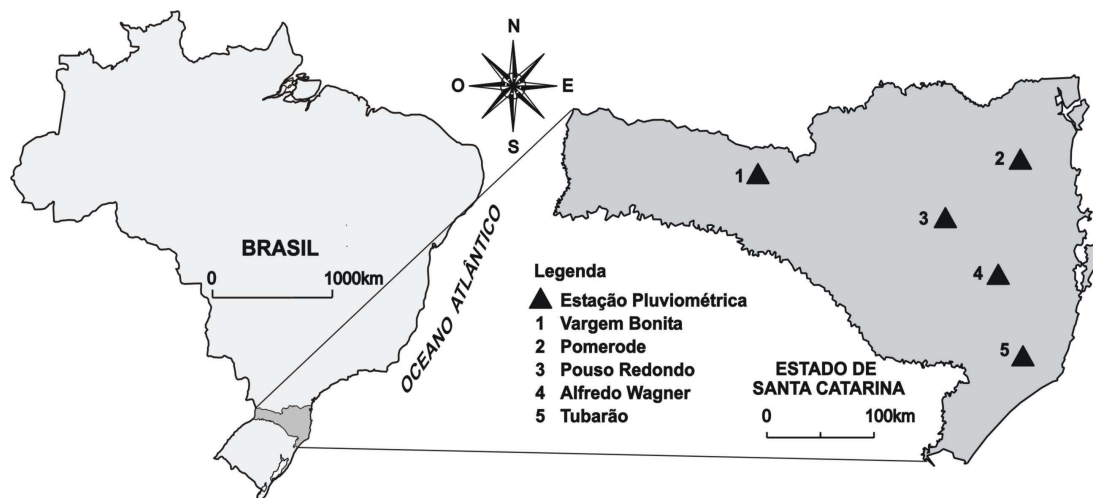 N
O E
S
BRASIL
0 1000km
OCEANO ATLÂNTICO
1
2
3
4
5
Legenda
Estação Pluviométrica
1 Vargem Bonita
2 Pomerode
3 Pouso Redondo
4 Alfredo Wagner
5 Tubarão
ESTADO DE
SANTA CATARINA
0 100km